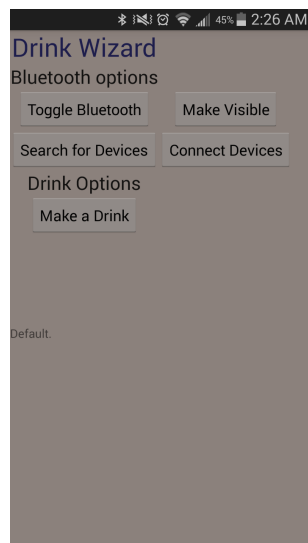 45% 2:26 AM
Drink Wizard
Bluetooth options
Toggle Bluetooth Make Visible
Search for Devices Connect Devices
Drink Options
Make a Drink
Default.